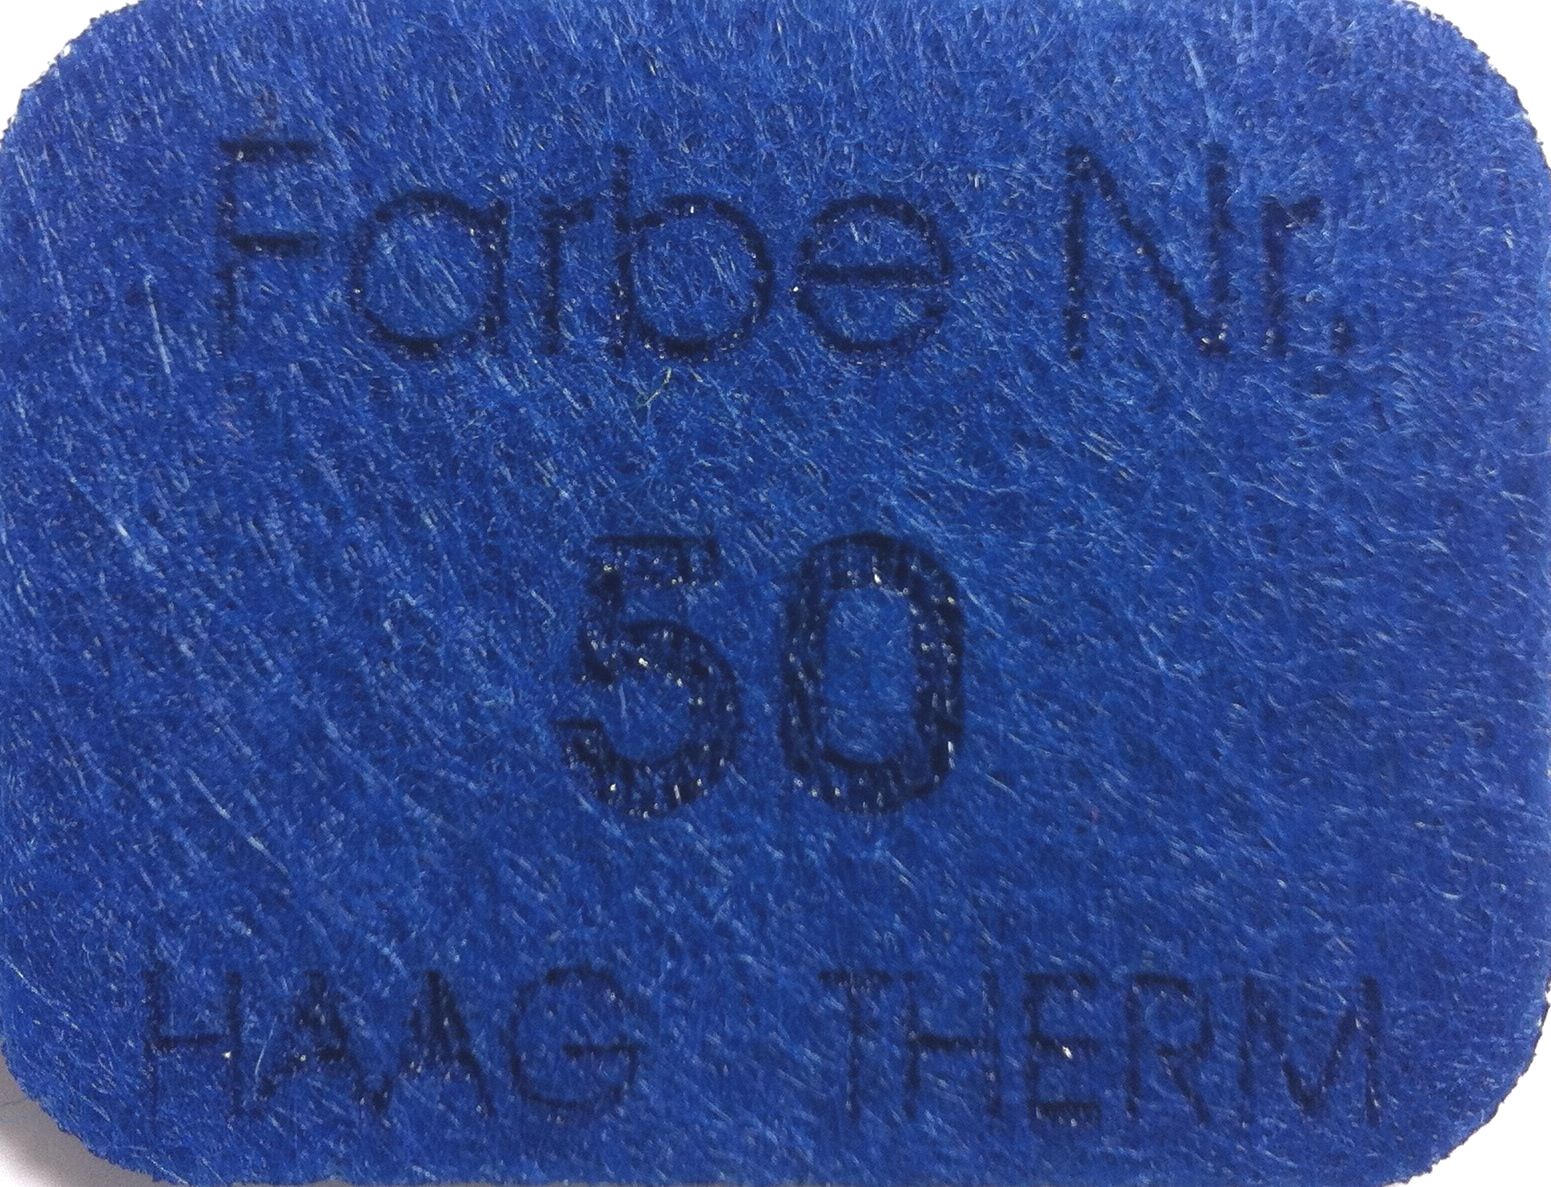 Farbe Nr.
50
HAAG THERM